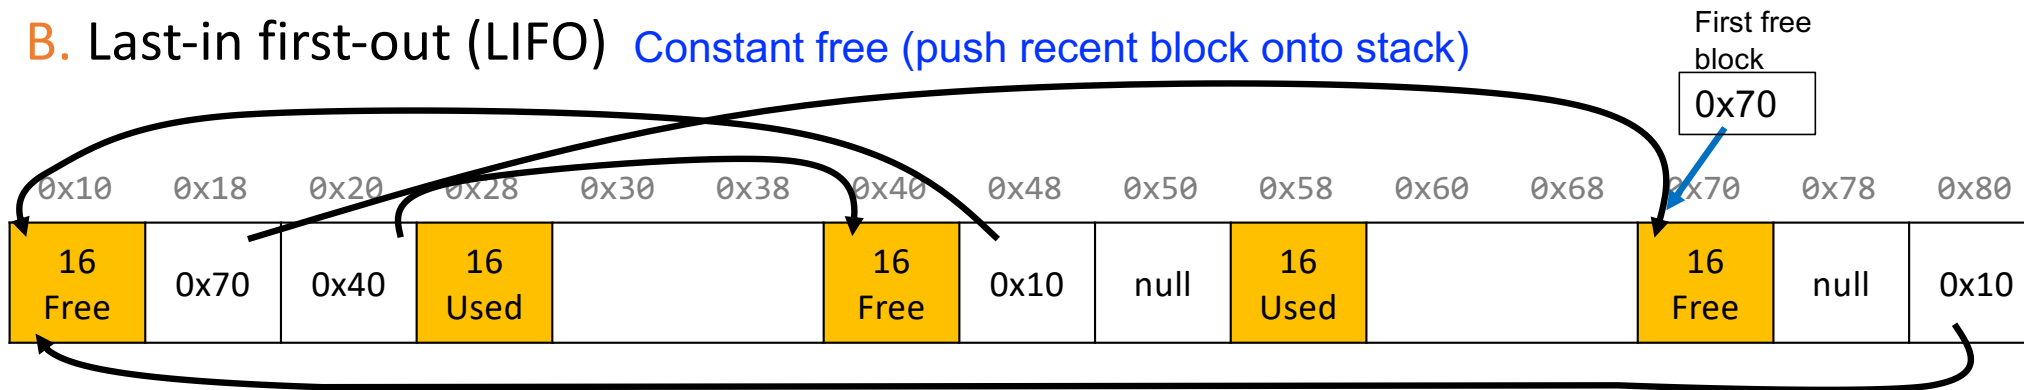 B. Last-in first-out (LIFO) Constant free (push recent block onto stack)
First free
block
0x70
0x10 0x18 0x20 0x28 0x30 0x38 0x40 0x48 0x50 0x58 0x60 0x68 0x70 0x78 0x80
16 0x70 0x40 16 16 0x10 null 16 16 null 0x10
Free Used Free Used Free